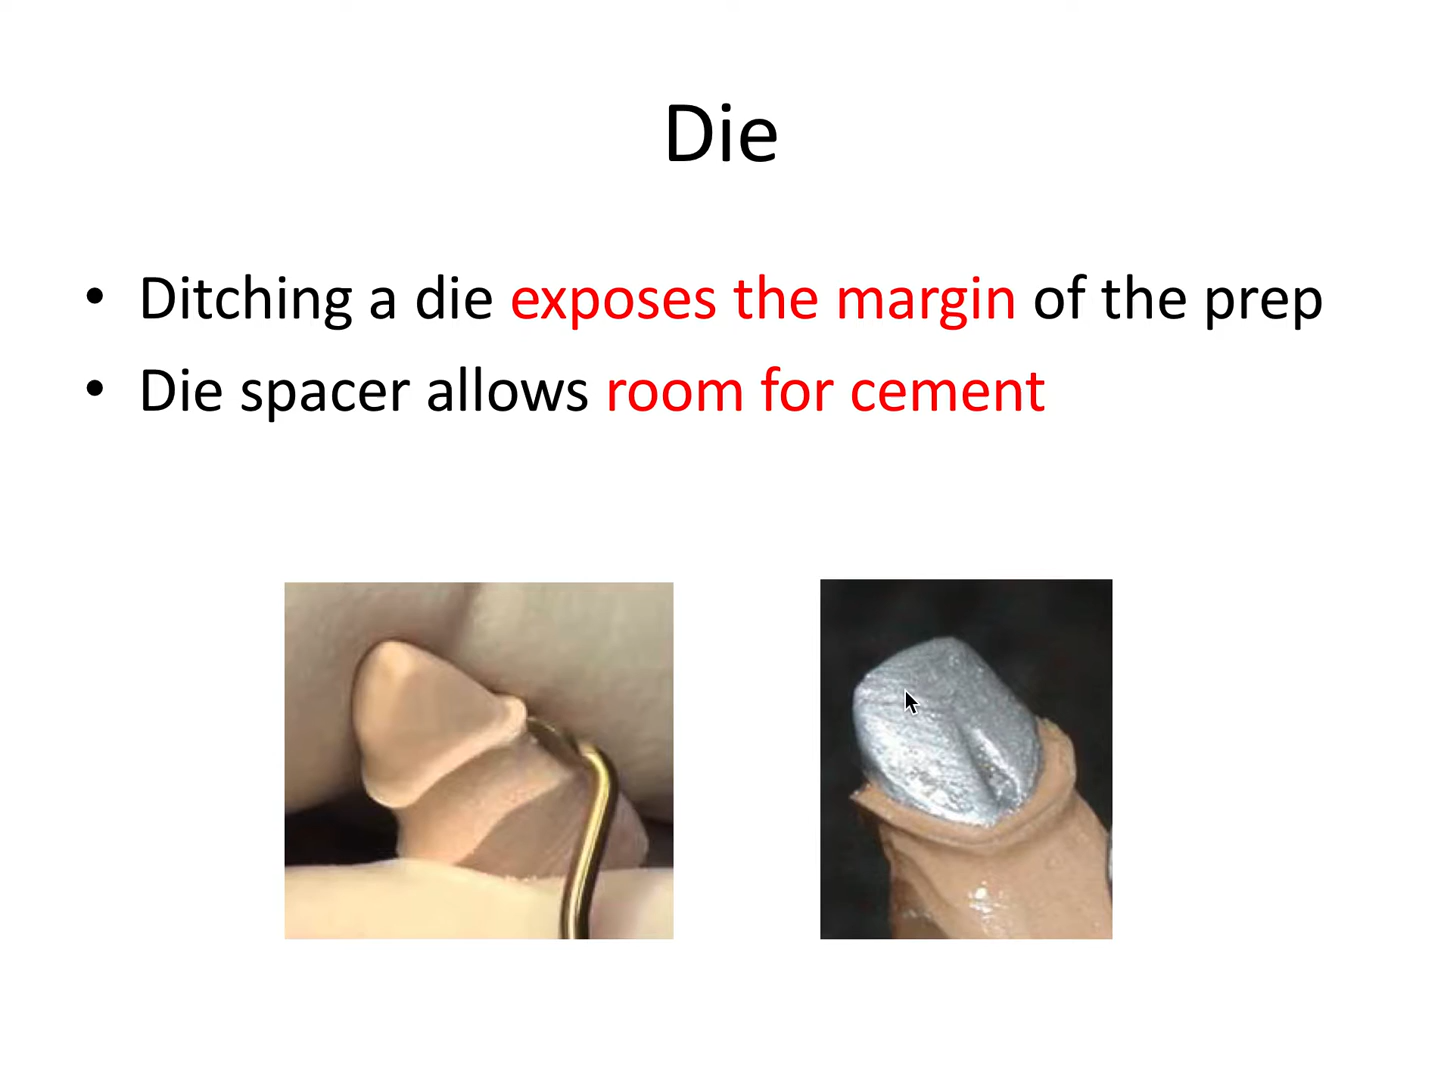 Die
• Ditching a die exposes the margin of the prep
• Die spacer allows room for cement